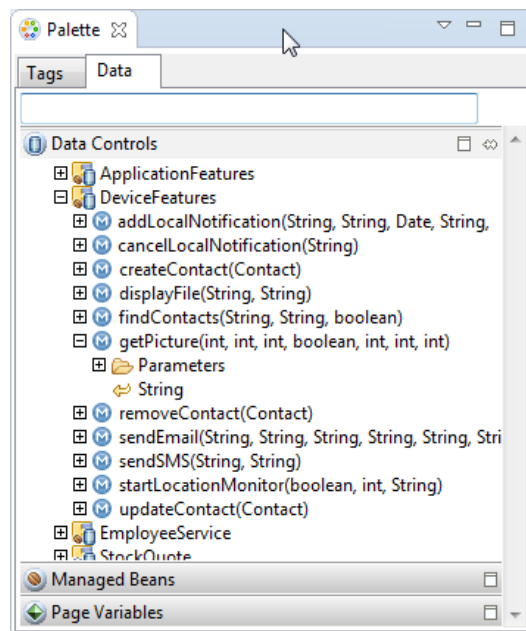 Palette
Tags Data
Data Controls
ApplicationFeatures
DeviceFeatures
addLocalNotification(String, String, Date, String,
cancelLocalNotification(String)
createContact(Contact)
displayFile(String, String)
findContacts(String, String, boolean)
getPicture(int, int, int, boolean, int, int, int)
Parameters
String
removeContact(Contact)
sendEmail(String, String, String, String, String, Stri
sendSMS(String, String)
startLocationMonitor(boolean, int, String)
updateContact(Contact)
EmployeeService
StockQuote
Managed Beans
Page Variables